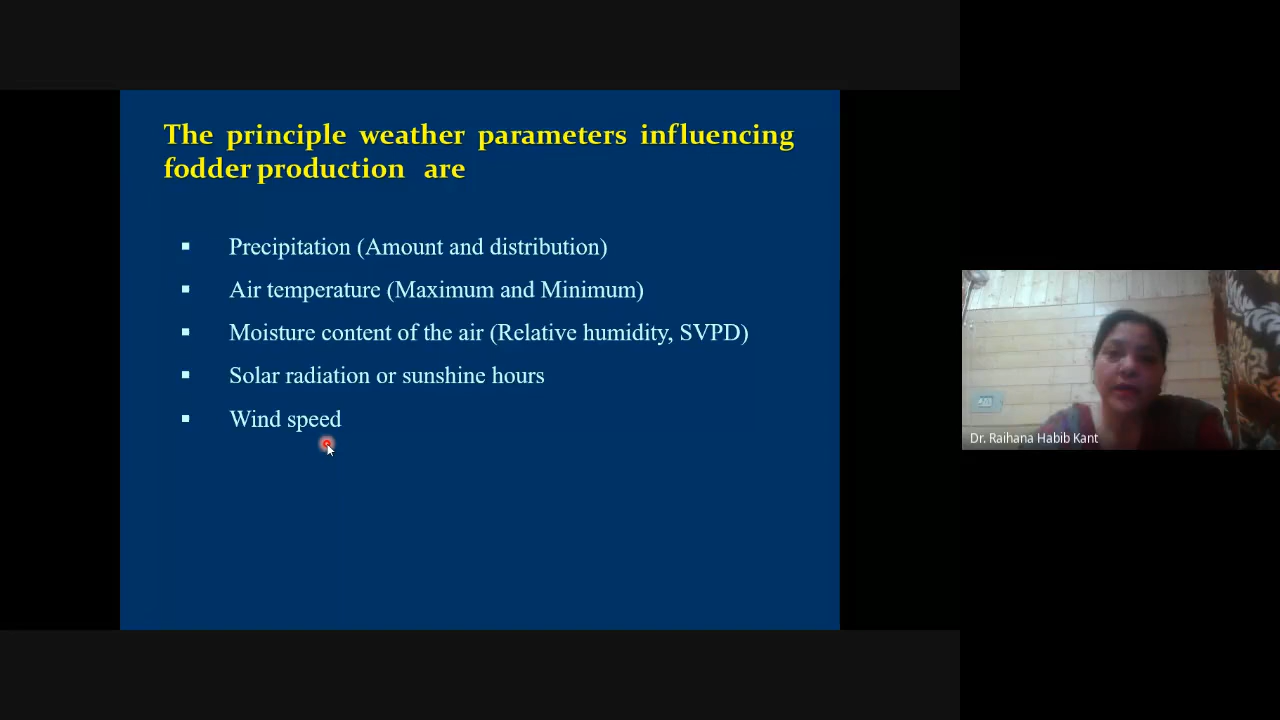 The principle weather parameters influencing
fodder production are
▪ Precipitation (Amount and distribution)
▪ Air temperature (Maximum and Minimum)
▪ Moisture content of the air (Relative humidity, SVPD)
▪ Solar radiation or sunshine hours
▪ Wind speed
Dr. Raihana Habib Kant